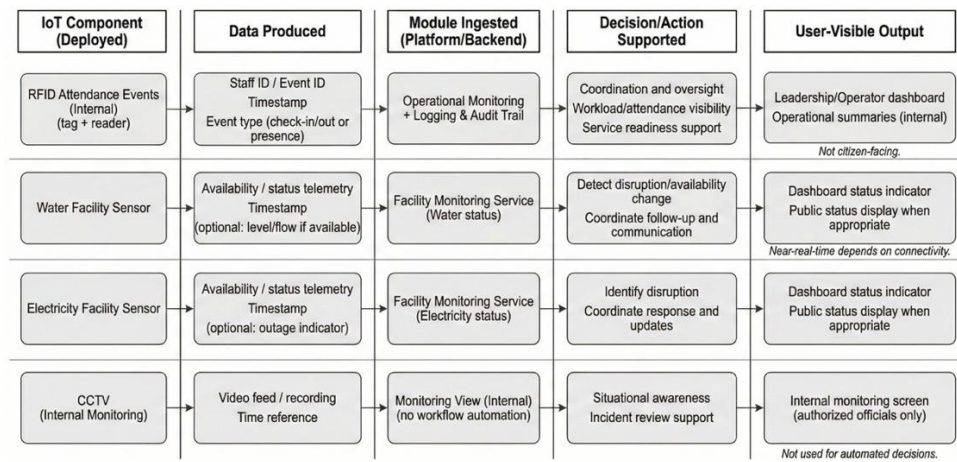 IoT Component
(Deployed)
Data Produced
Module Ingested
(Platform/Backend)
Decision/Action
Supported
User-Visible Output
RFID Attendance Events
(Internal)
(tag + reader)
Staff ID / Event ID
Timestamp
Event type (check-in/out or
presence)
Operational Monitoring
+ Logging & Audit Trail
Coordination and oversight
Workload/attendance visibility
Service readiness support
Leadership/Operator dashboard
Operational summaries (internal)
Not citizen-facing.
Water Facility Sensor
Availability / status telemetry
Timestamp
(optional: level/flow if available)
Facility Monitoring Service
(Water status)
Detect disruption/availability
change
Coordinate follow-up and
communication
Dashboard status indicator
Public status display when
appropriate
Near-real-time depends on connectivity.
Electricity Facility Sensor
Availability / status telemetry
Timestamp
(optional: outage indicator)
Facility Monitoring Service
(Electricity status)
Identify disruption
Coordinate response and
updates
Dashboard status indicator
Public status display when
appropriate
CCTV
(Internal Monitoring)
Video feed / recording
Time reference
Monitoring View (Internal)
(no workflow automation)
Situational awareness
Incident review support
Internal monitoring screen
(authorized officials only)
Not used for automated decisions.